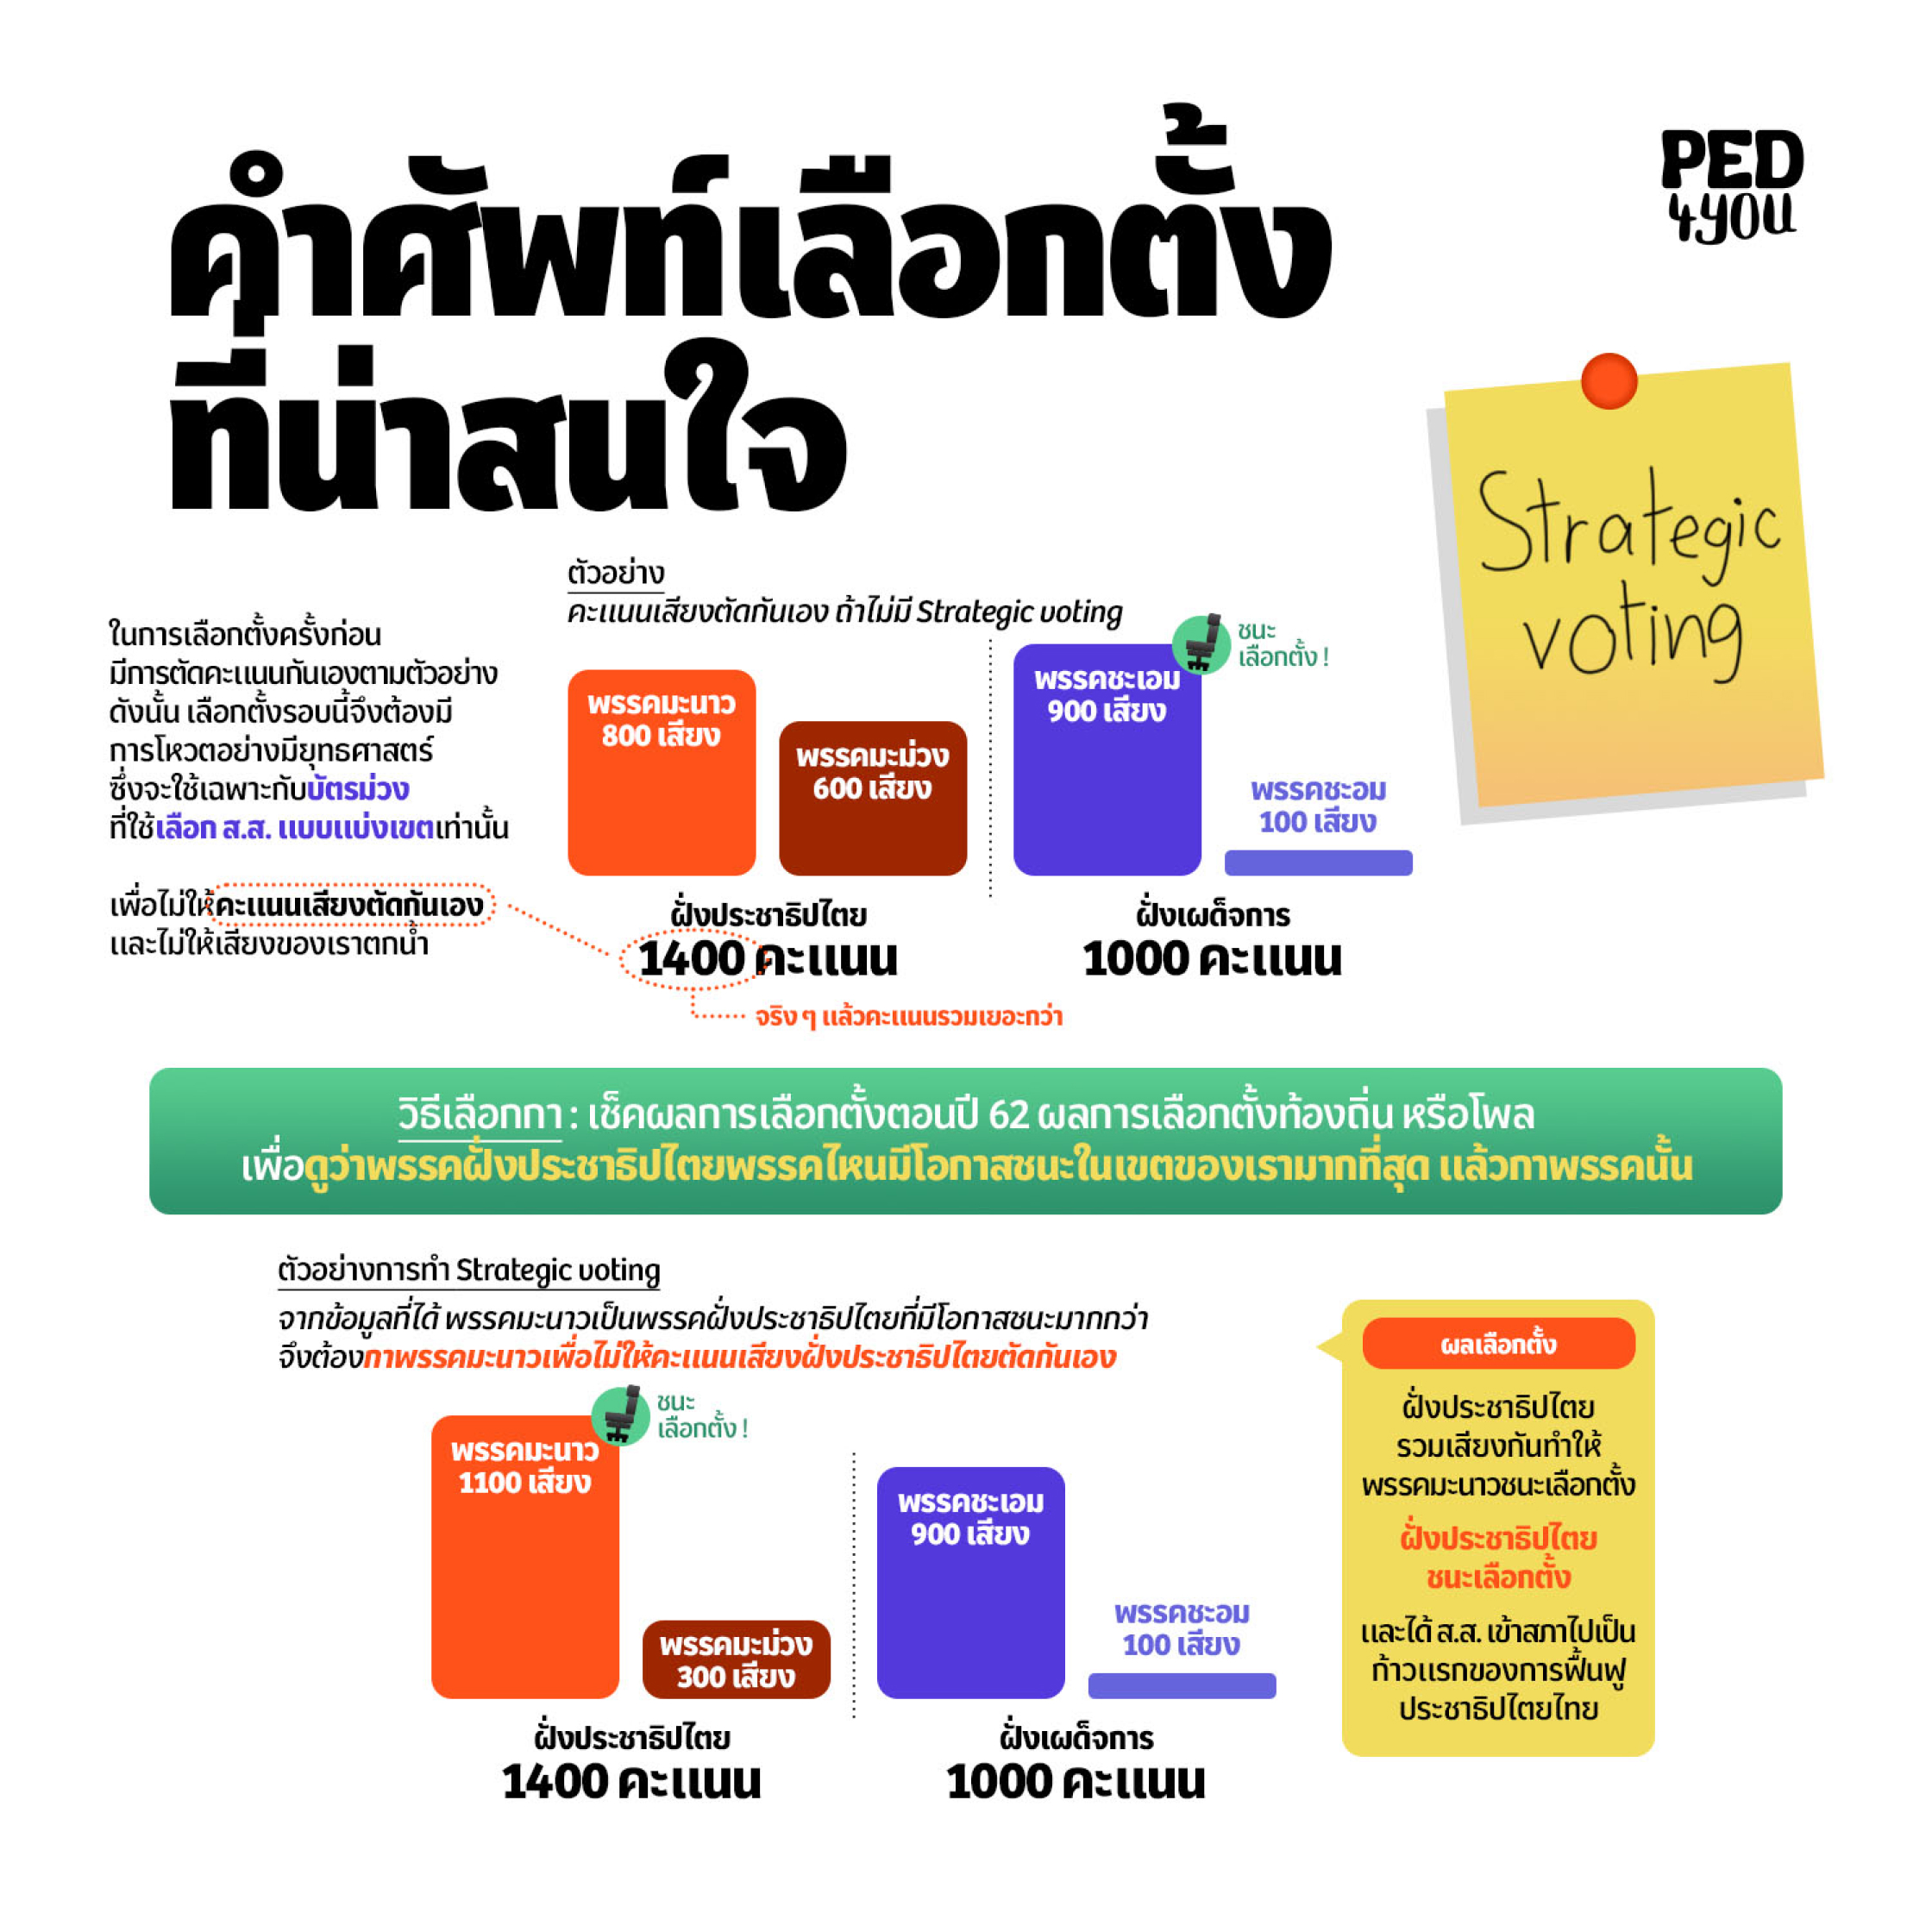 คำศัพท์เลือกตั้ง
ที่น่าสนใจ
PED
4YOU
Strategic
voting
ในการเลือกตั้งครั้งก่อน
มีการตัดคะแนนกันเองตามตัวอย่าง
ดังนั้น เลือกตั้งรอบนี้จึงต้องมี
การโหวตอย่างมียุทธศาสตร์
ซึ่งจะใช้เฉพาะกับบัตรม่วง
ที่ใช้เลือก ส.ส. แบบแบ่งเขตเท่านั้น
เพื่อไม่ให้คะแนนเสียงตัดกันเอง
และไม่ให้เสียงของเราตกน้ำ
ตัวอย่าง
คะแนนเสียงตัดกันเอง ถ้าไม่มี Strategic voting
พรรคมะนาว
800 เสียง
พรรคมะม่วง
600 เสียง
ฝั่งประชาธิปไตย
1400 คะแนน
จริง ๆ แล้วคะแนนรวมเยอะกว่า
ชนะ
เลือกตั้ง !
พรรคชะเอม
900 เสียง
พรรคชะอม
100 เสียง
ฝั่งเผด็จการ
1000 คะแนน
วิธีเลือกกา : เช็คผลการเลือกตั้งตอนปี 62 ผลการเลือกตั้งท้องถิ่น หรือโพล
เพื่อดูว่าพรรคฝั่งประชาธิปไตยพรรคไหนมีโอกาสชนะในเขตของเรามากที่สุด แล้วกาพรรคนั้น
ตัวอย่างการทำ Strategic voting
จากข้อมูลที่ได้ พรรคมะนาวเป็นพรรคฝั่งประชาธิปไตยที่มีโอกาสชนะมากกว่า
จึงต้องกาพรรคมะนาวเพื่อไม่ให้คะแนนเสียงฝั่งประชาธิปไตยตัดกันเอง
ชนะ
เลือกตั้ง !
พรรคมะนาว
1100 เสียง
พรรคมะม่วง
300 เสียง
ฝั่งประชาธิปไตย
1400 คะแนน
พรรคชะเอม
900 เสียง
พรรคชะอม
100 เสียง
ฝั่งเผด็จการ
1000 คะแนน
ผลเลือกตั้ง
ฝั่งประชาธิปไตย
รวมเสียงกันทำให้
พรรคมะนาวชนะเลือกตั้ง
ฝั่งประชาธิปไตย
ชนะเลือกตั้ง
และได้ ส.ส. เข้าสภาไปเป็น
ก้าวแรกของการฟื้นฟู
ประชาธิปไตยไทย